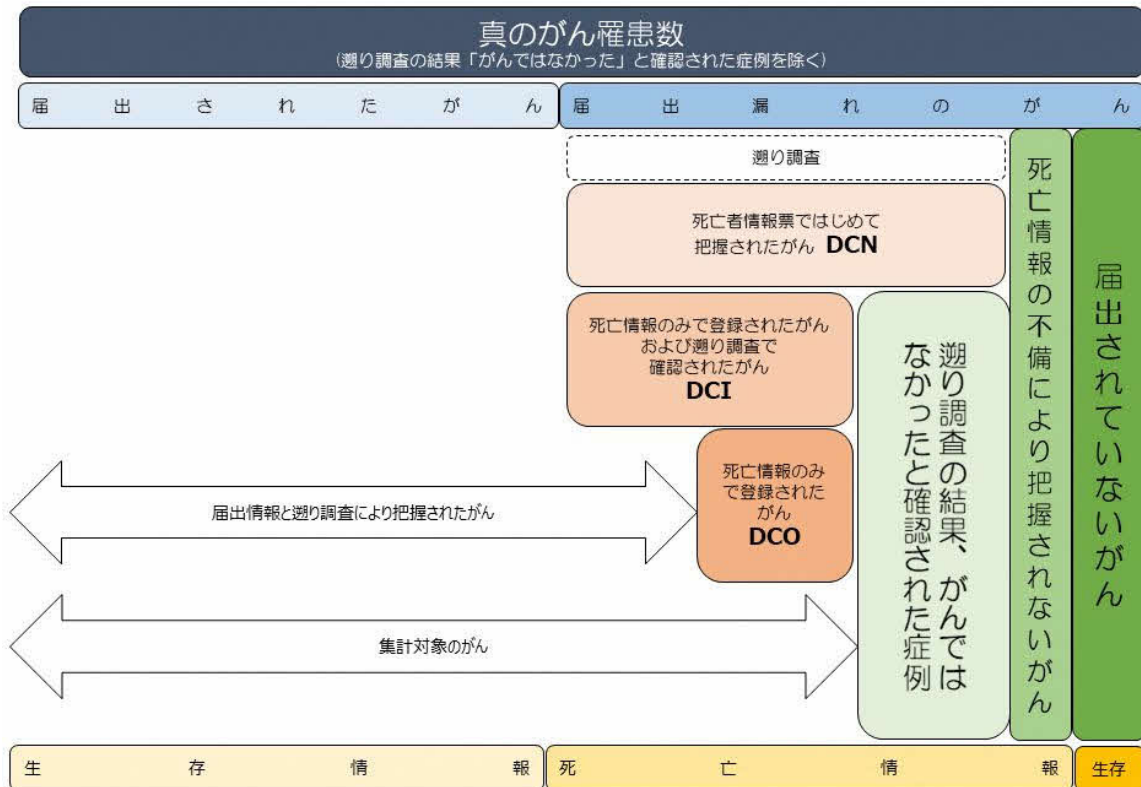 真のがん罹患数
(遡り調査の結果「がんではなかった」と確認された症例を除く)
届出されたがん
届出漏れのがん
遡り調査
死亡者情報票ではじめて
把握されたがん DCN
死亡情報のみで登録されたがん
および遡り調査で
確認されたがん
DCI
死亡情報のみ
で登録された
がん
DCO
遡り調査の結果、がんでは
なかったと確認された症例
死亡情報の不備により把握されないがん
届出されていないがん
届出情報と遡り調査により把握されたがん
集計対象のがん
生存情報
死亡情報
生存